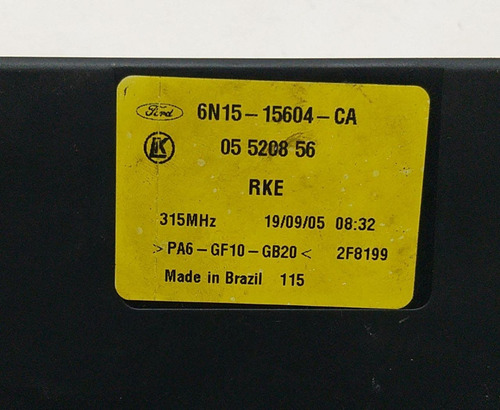 Ford 6N15-15604-CA
K 05 5208 56
RKE
315MHz 19/09/05 08:32
>PA6-GF10-GB20< 2F8199
Made in Brazil 115